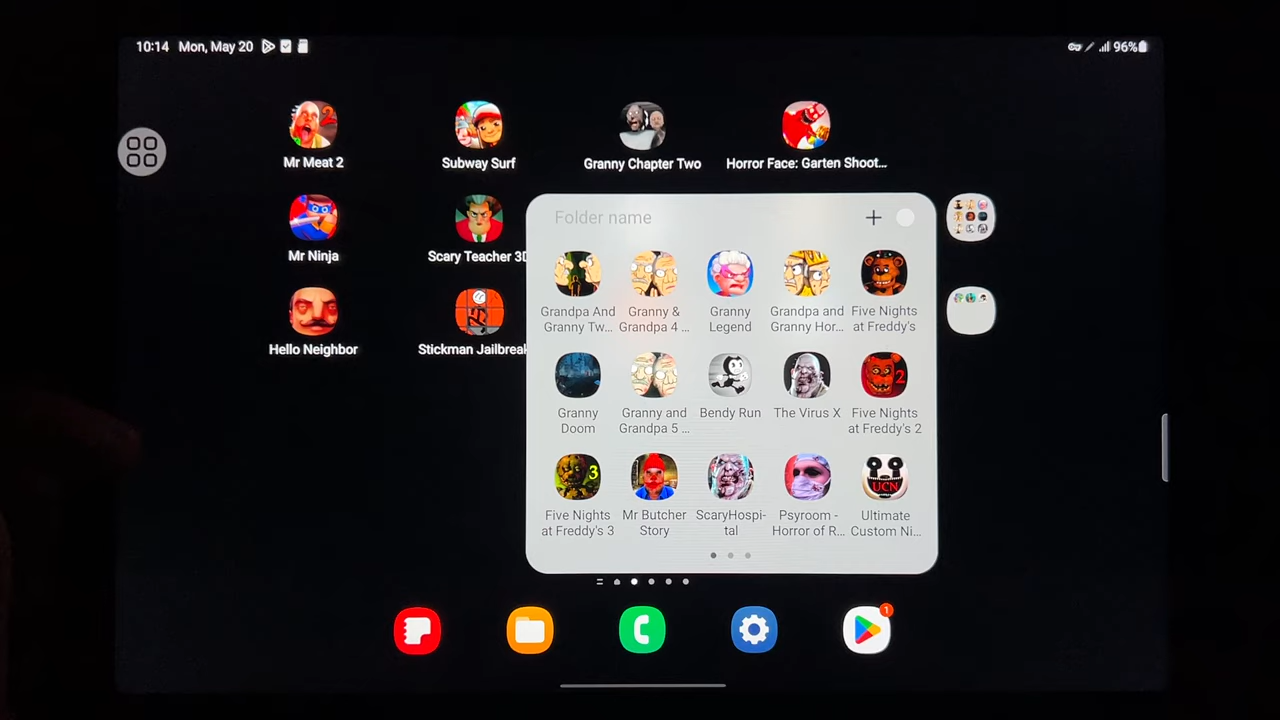 10:14 Mon, May 20
96%
Mr Meat 2
Subway Surf
Granny Chapter Two
Horror Face: Garten Shoot...
Mr Ninja
Scary Teacher 3D
Hello Neighbor
Stickman Jailbreak
Folder name
Grandpa And
Granny Tw...
Granny &
Grandpa 4 ...
Granny
Legend
Grandpa and
Granny Hor...
Five Nights
at Freddy's
Granny
Doom
Granny and
Grandpa 5 ...
Bendy Run
The Virus X
2
Five Nights
at Freddy's 2
3
Five Nights
at Freddy's 3
Mr Butcher
Story
ScaryHospi-
tal
Psyroom -
Horror of R...
UCN
Ultimate
Custom Ni...
1